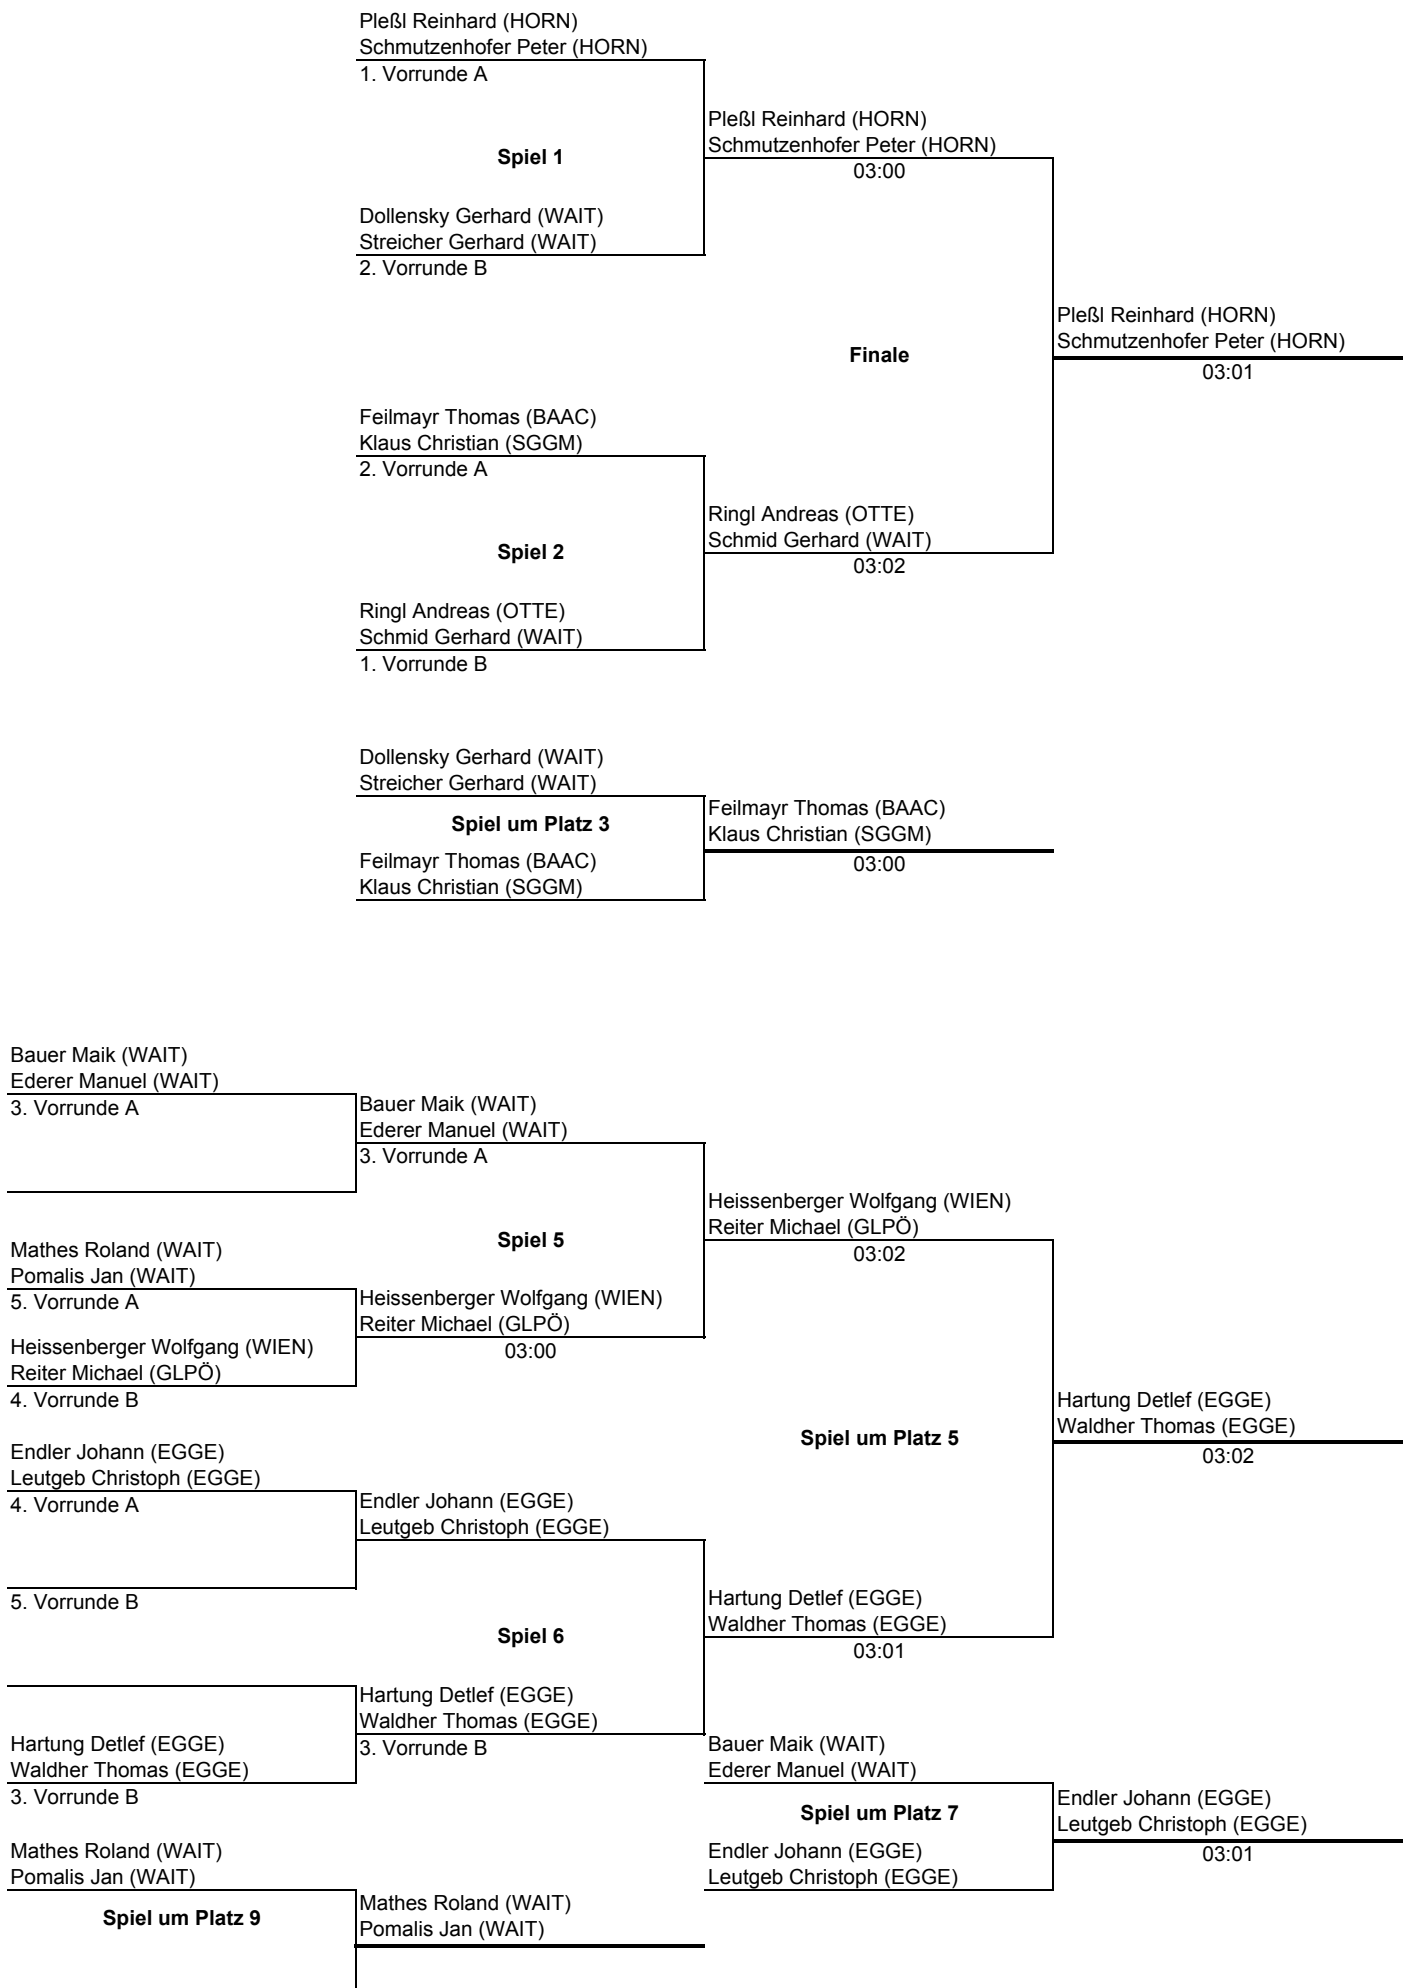 Pleßl Reinhard (HORN)
Schmutzenhofer Peter (HORN)
1. Vorrunde A
Pleßl Reinhard (HORN)
Schmutzenhofer Peter (HORN)
Spiel 1
03:00
Dollensky Gerhard (WAIT)
Streicher Gerhard (WAIT)
2. Vorrunde B
Pleßl Reinhard (HORN)
Schmutzenhofer Peter (HORN)
Finale
03:01
Feilmayr Thomas (BAAC)
Klaus Christian (SGGM)
2. Vorrunde A
Ringl Andreas (OTTE)
Schmid Gerhard (WAIT)
Spiel 2
03:02
Ringl Andreas (OTTE)
Schmid Gerhard (WAIT)
1. Vorrunde B
Dollensky Gerhard (WAIT)
Streicher Gerhard (WAIT)
Spiel um Platz 3
Feilmayr Thomas (BAAC)
Klaus Christian (SGGM)
Feilmayr Thomas (BAAC)
Klaus Christian (SGGM)
03:00
Bauer Maik (WAIT)
Ederer Manuel (WAIT)
3. Vorrunde A
Bauer Maik (WAIT)
Ederer Manuel (WAIT)
3. Vorrunde A
Heissenberger Wolfgang (WIEN)
Reiter Michael (GLPÖ)
Spiel 5
03:02
Mathes Roland (WAIT)
Pomalis Jan (WAIT)
5. Vorrunde A
Heissenberger Wolfgang (WIEN)
Reiter Michael (GLPÖ)
03:00
Heissenberger Wolfgang (WIEN)
Reiter Michael (GLPÖ)
4. Vorrunde B
Hartung Detlef (EGGE)
Waldher Thomas (EGGE)
Spiel um Platz 5
03:02
Endler Johann (EGGE)
Leutgeb Christoph (EGGE)
4. Vorrunde A
Endler Johann (EGGE)
Leutgeb Christoph (EGGE)
5. Vorrunde B
Hartung Detlef (EGGE)
Waldher Thomas (EGGE)
Spiel 6
03:01
Hartung Detlef (EGGE)
Waldher Thomas (EGGE)
3. Vorrunde B
Hartung Detlef (EGGE)
Waldher Thomas (EGGE)
3. Vorrunde B
Bauer Maik (WAIT)
Ederer Manuel (WAIT)
Spiel um Platz 7
Endler Johann (EGGE)
Leutgeb Christoph (EGGE)
Endler Johann (EGGE)
Leutgeb Christoph (EGGE)
03:01
Mathes Roland (WAIT)
Pomalis Jan (WAIT)
Spiel um Platz 9
Mathes Roland (WAIT)
Pomalis Jan (WAIT)